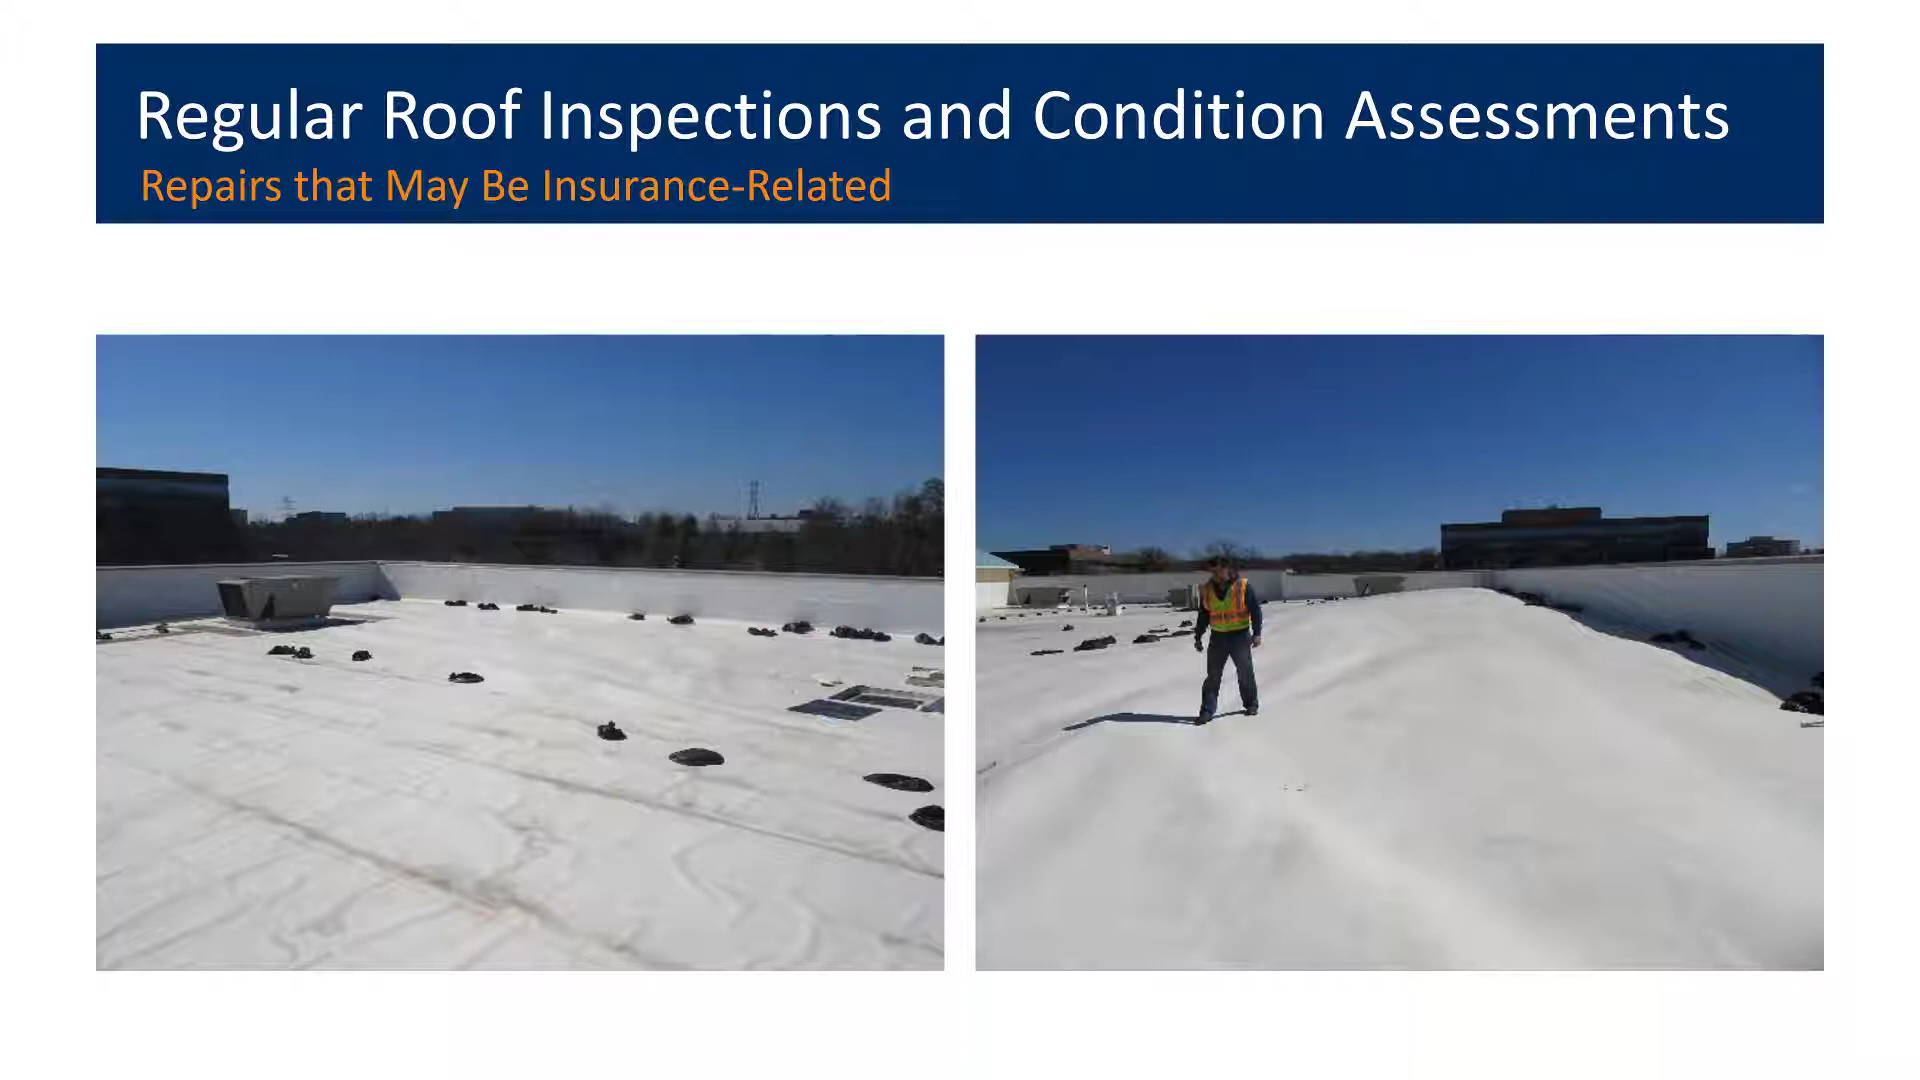 Regular Roof Inspections and Condition Assessments
Repairs that May Be Insurance-Related